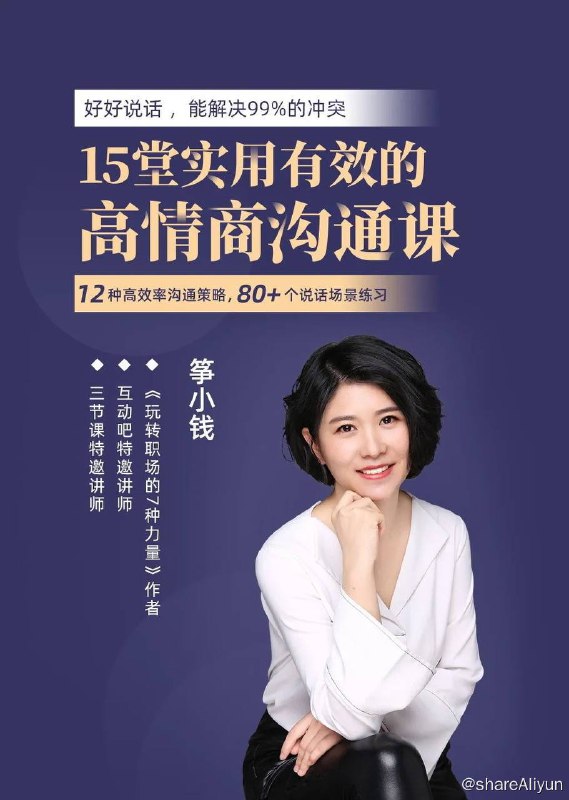 好好说话，能解决99%的冲突
15堂实用有效的
高情商沟通课
12种高效率沟通策略，80+个说话场景练习
筝小钱
◆《玩转职场的7种力量》作者
◆互动吧特邀讲师
◆三节课特邀讲师
@shareAliyun